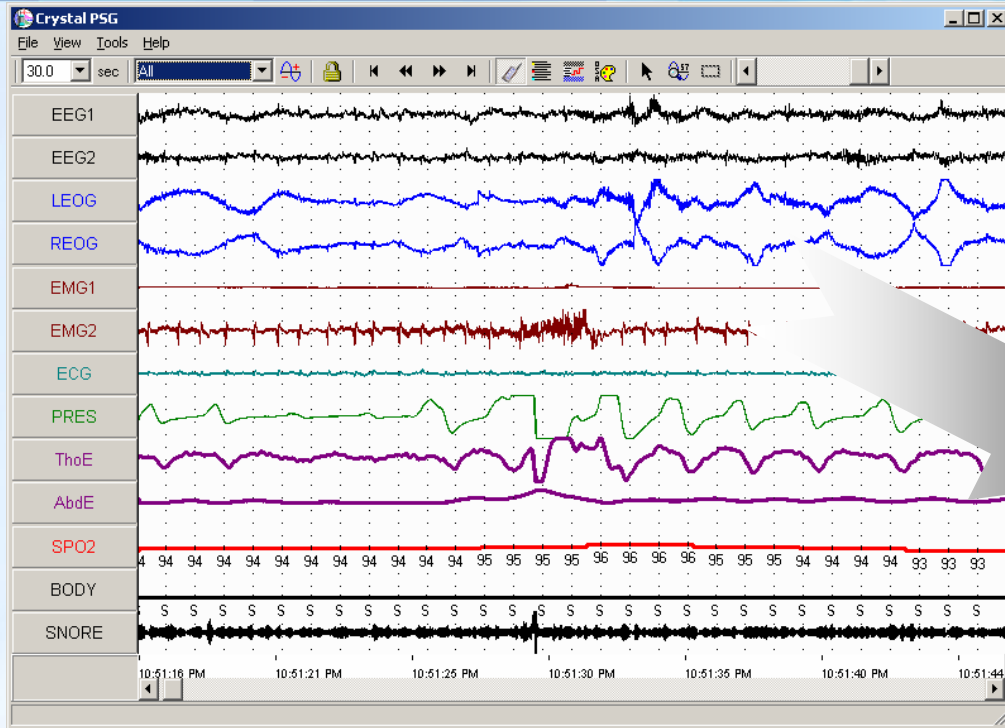 Crystal PSG
File View Tools Help
30.0 sec All
EEG1
EEG2
LEOG
REOG
EMG1
EMG2
ECG
PRES
ThoE
AbdE
SPO2
4 94 94 94 94 94 94 94 94 94 94 94 95 95 95 95 96 96 96 96 95 95 95 94 94 94 93 93 93
BODY
S S S S S S S S S S S S S S S S S S S S S S S S S S S S S
SNORE
10:51:16 PM 10:51:21 PM 10:51:25 PM 10:51:30 PM 10:51:35 PM 10:51:40 PM 10:51:44